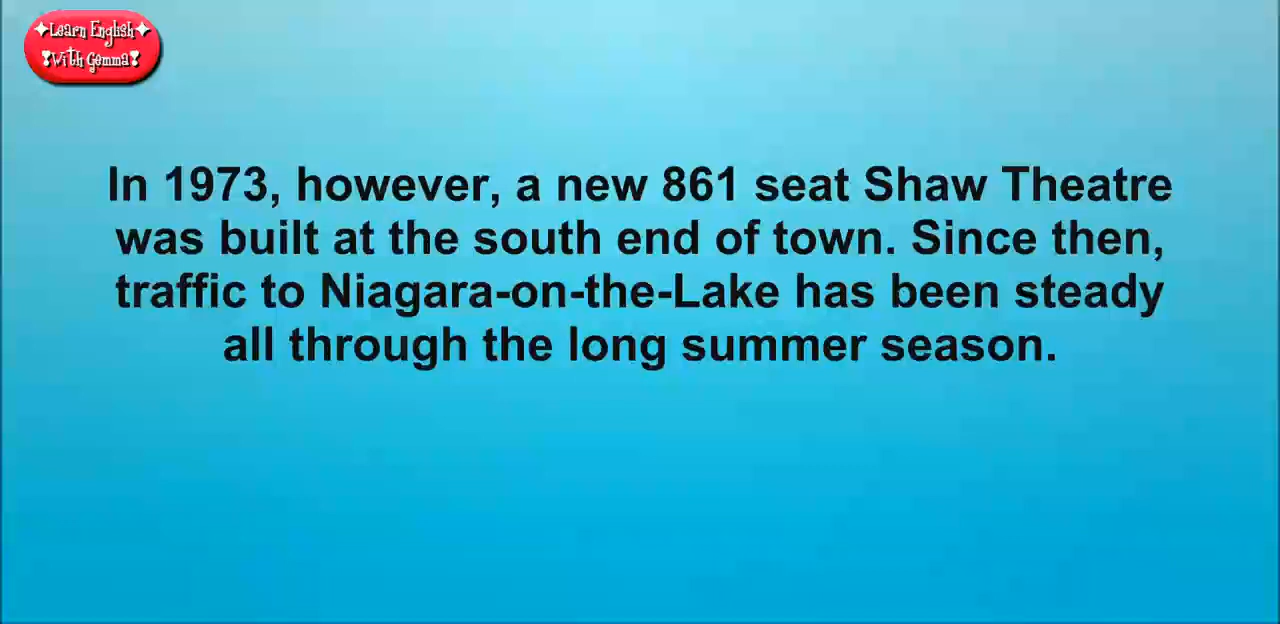 Learn English
With Gemma
In 1973, however, a new 861 seat Shaw Theatre
was built at the south end of town. Since then,
traffic to Niagara-on-the-Lake has been steady
all through the long summer season.